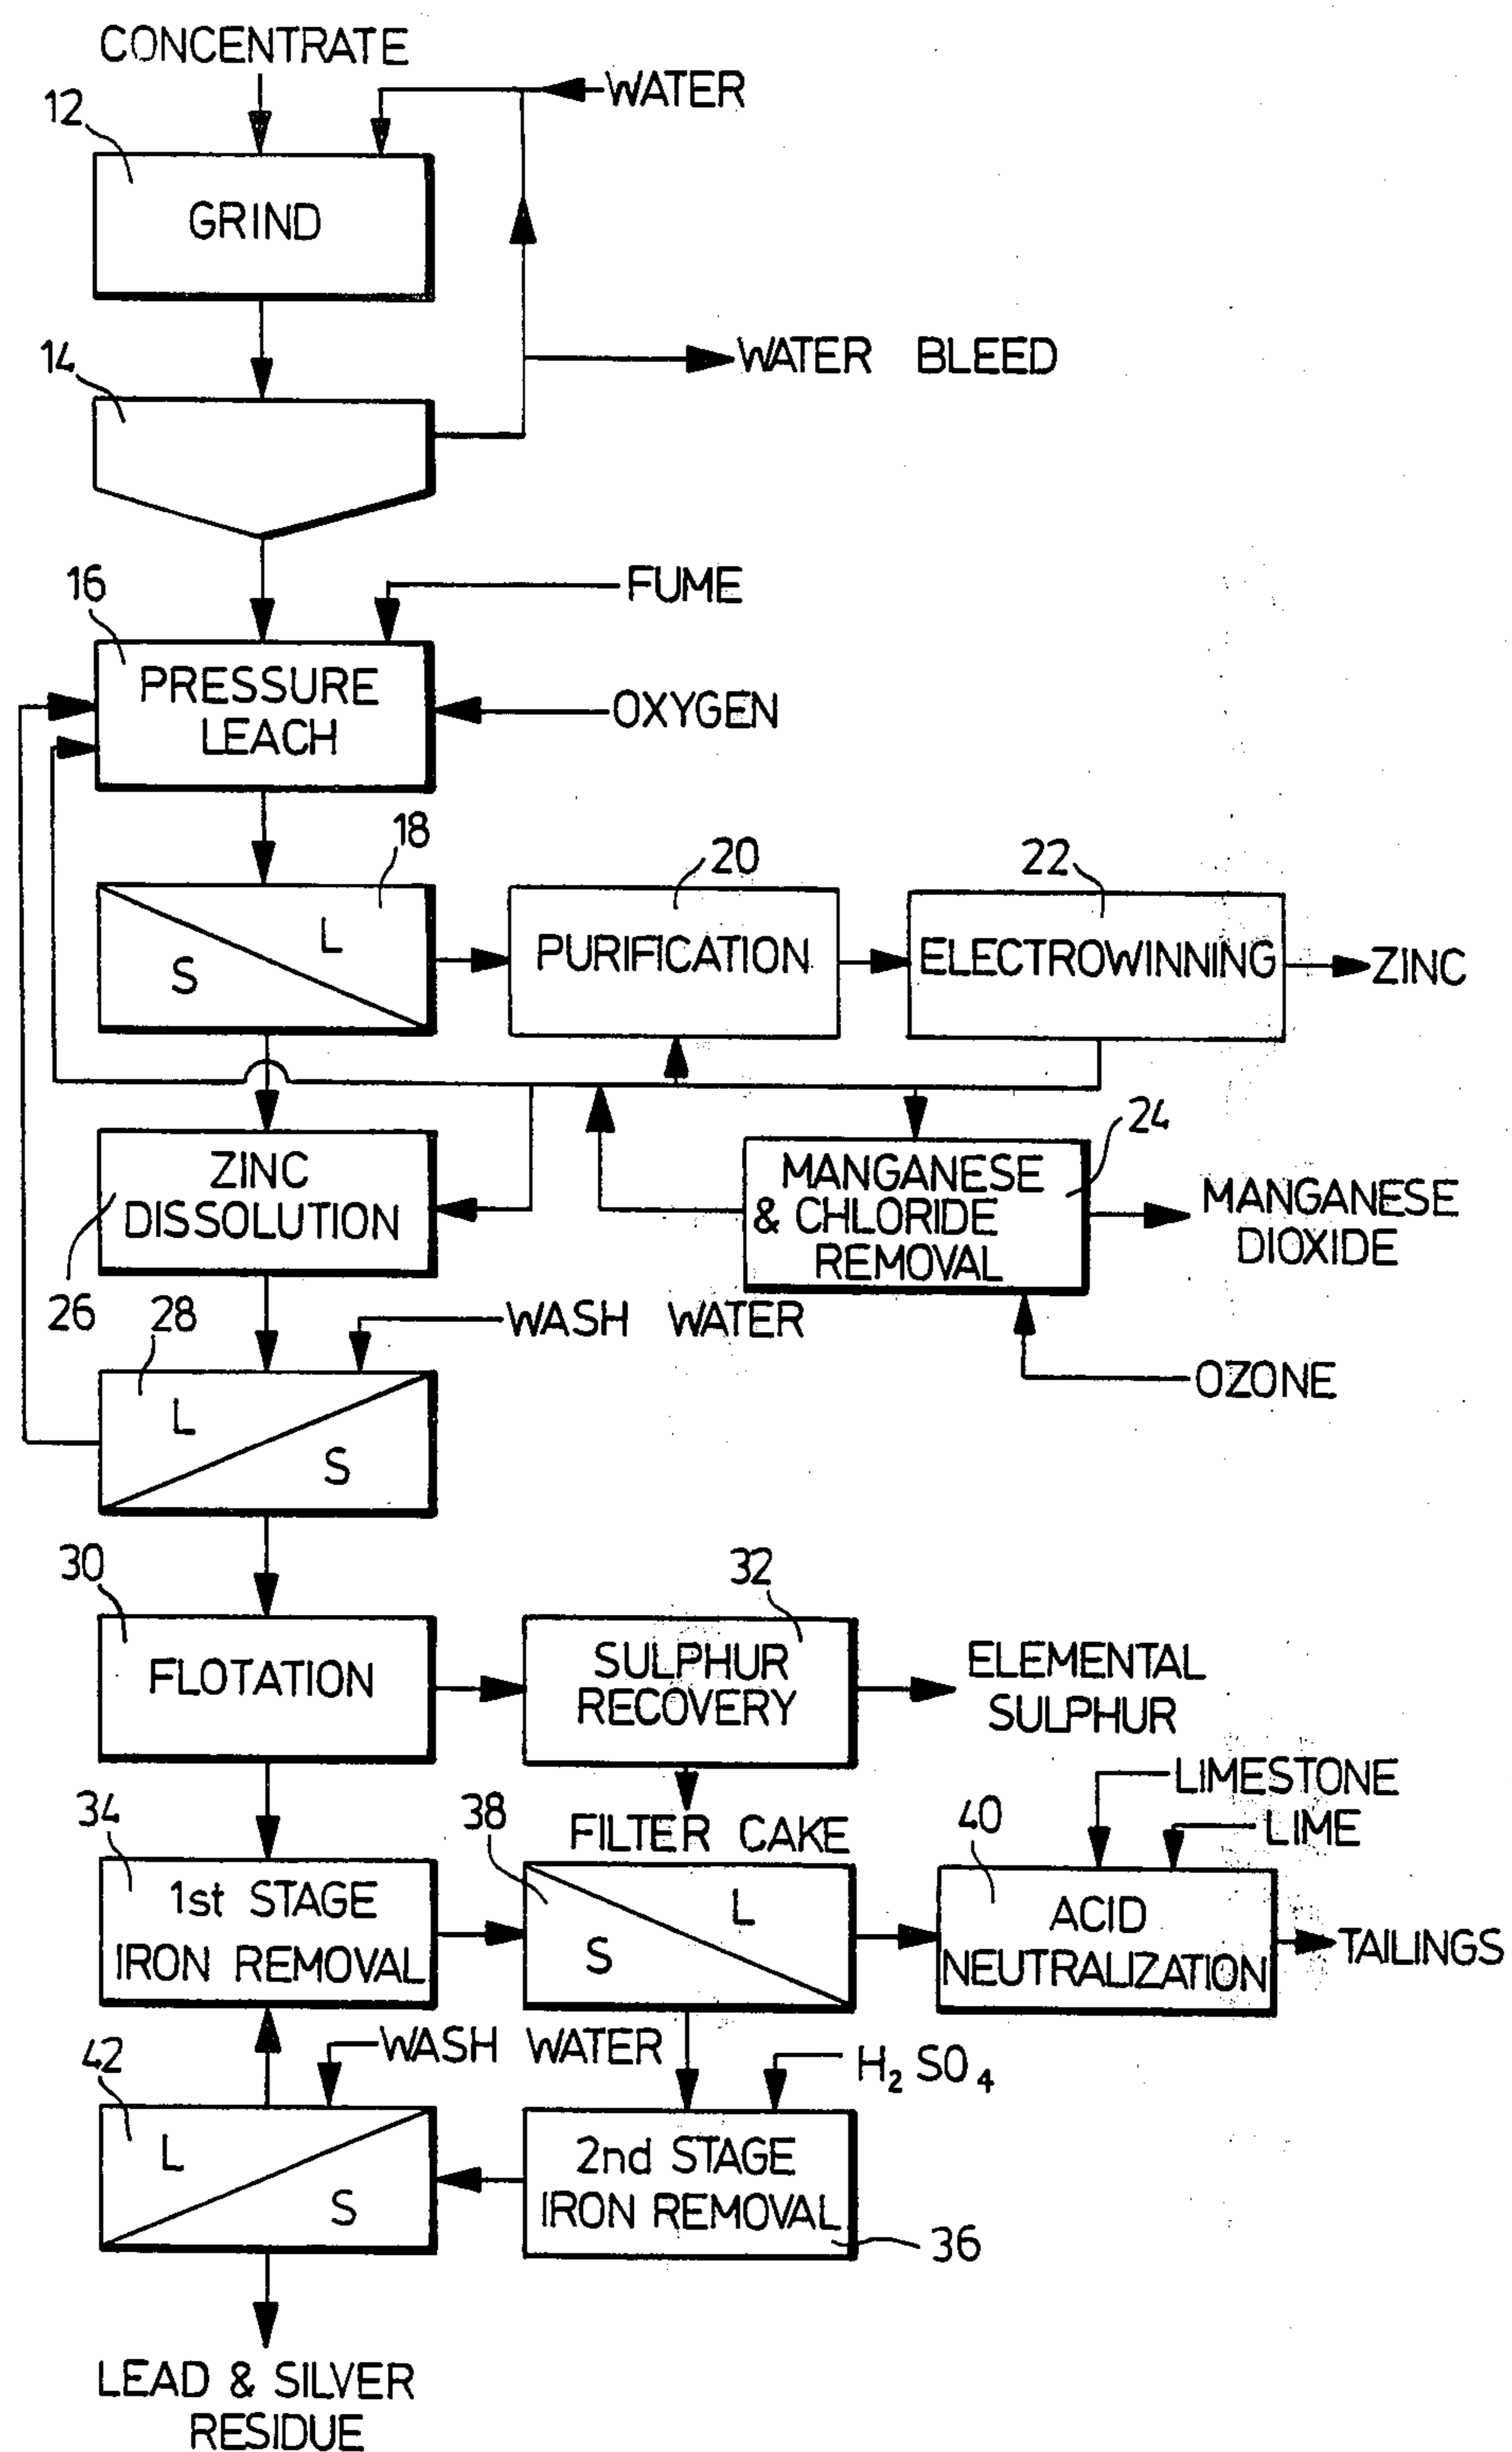 CONCENTRATE
WATER
12
GRIND
14
WATER BLEED
16
FUME
PRESSURE
LEACH
OXYGEN
18
L
S
20
PURIFICATION
22
ELECTROWINNING
ZINC
ZINC
DISSOLUTION
26
24
MANGANESE
& CHLORIDE
REMOVAL
MANGANESE
DIOXIDE
28
WASH WATER
OZONE
L
S
30
FLOTATION
32
SULPHUR
RECOVERY
ELEMENTAL
SULPHUR
FILTER CAKE
34
1st STAGE
IRON REMOVAL
38
L
S
LIMESTONE
LIME
40
ACID
NEUTRALIZATION
TAILINGS
42
WASH WATER
L
S
H2SO4
2nd STAGE
IRON REMOVAL
36
LEAD & SILVER
RESIDUE